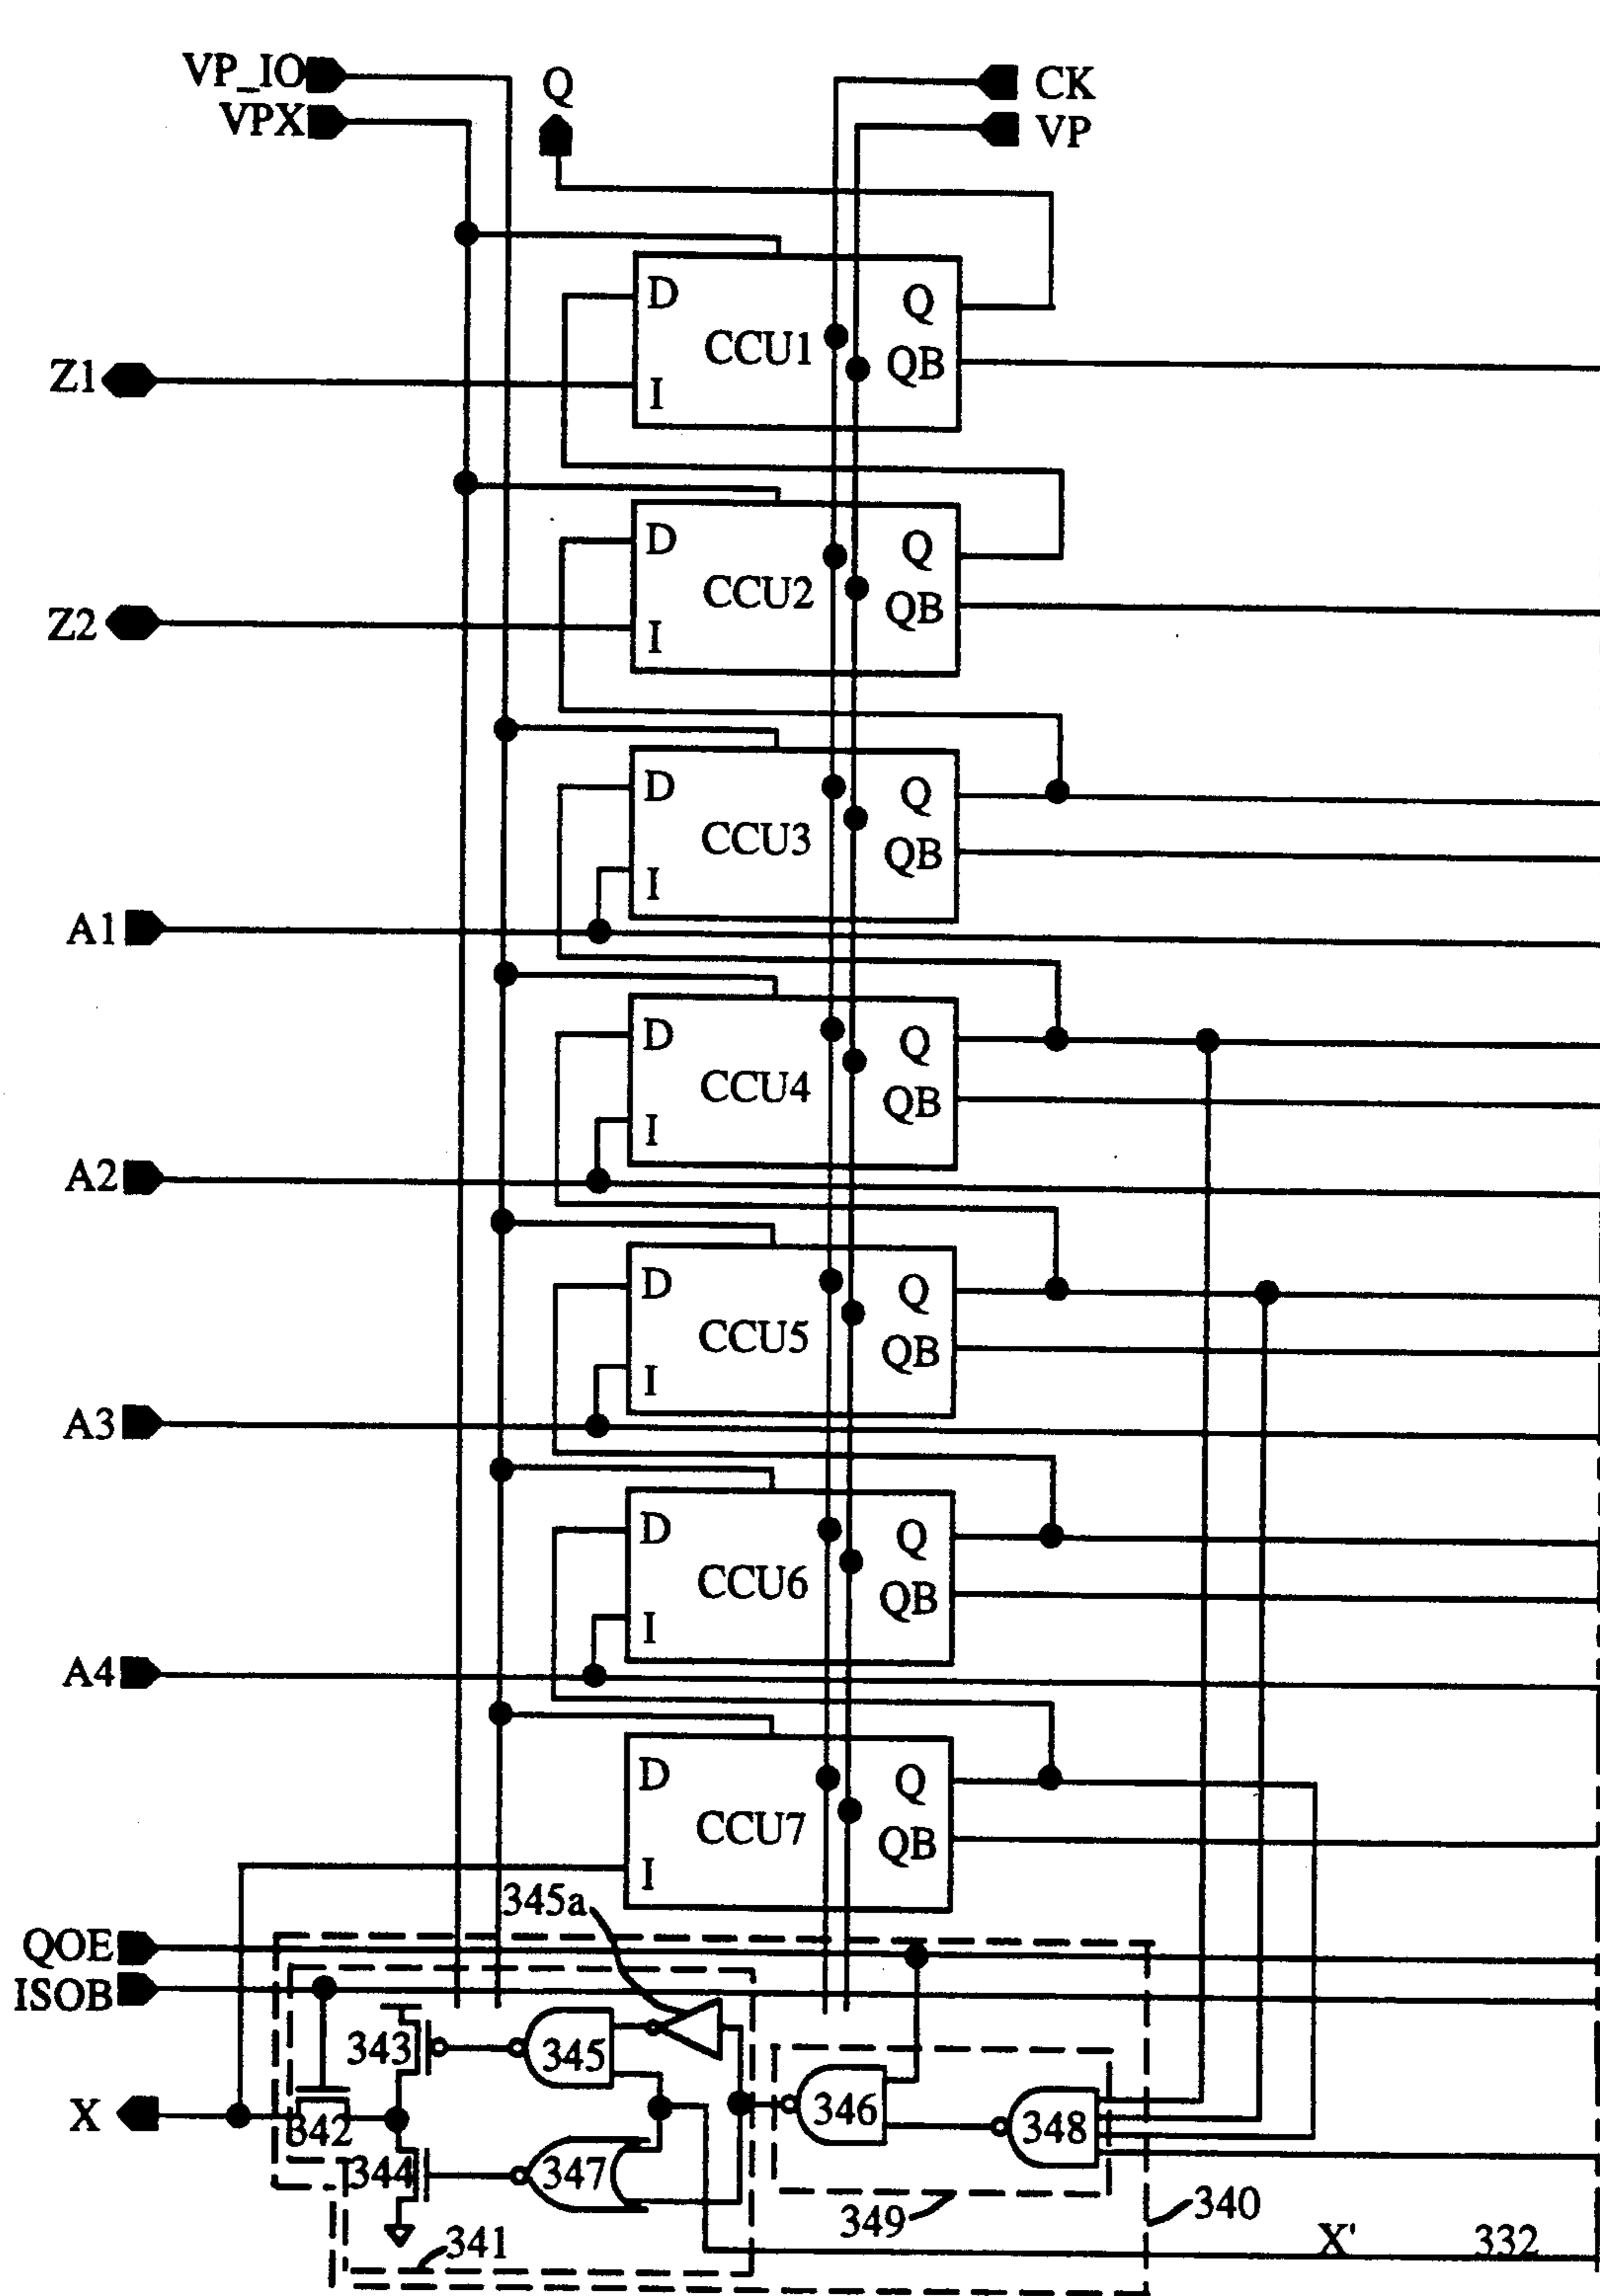 VP_IO
VPX
Q
CK
VP
D
Q
CCU1
QB
Z1
I
D
Q
CCU2
QB
Z2
I
D
Q
CCU3
QB
I
A1
D
Q
CCU4
QB
I
A2
D
Q
CCU5
QB
I
A3
D
Q
CCU6
QB
I
A4
D
Q
CCU7
QB
I
345a
QOE
ISOB
343
345
X
342
346
348
344
347
349
340
341
X'
332